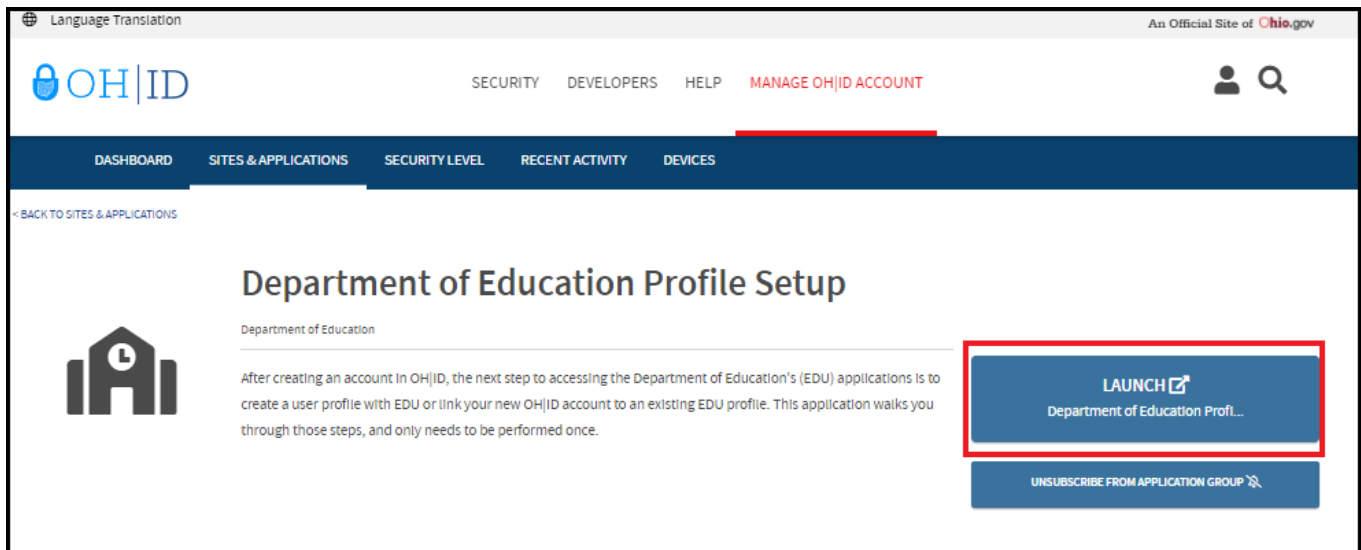 Language Translation
An Official Site of Ohio.gov
OH|ID
SECURITY DEVELOPERS HELP MANAGE OH|ID ACCOUNT
DASHBOARD SITES & APPLICATIONS SECURITY LEVEL RECENT ACTIVITY DEVICES
< BACK TO SITES & APPLICATIONS
Department of Education Profile Setup
Department of Education
After creating an account in OH|ID, the next step to accessing the Department of Education's (EDU) applications is to
create a user profile with EDU or link your new OH|ID account to an existing EDU profile. This application walks you
through those steps, and only needs to be performed once.
LAUNCH
Department of Education Profi...
UNSUBSCRIBE FROM APPLICATION GROUP